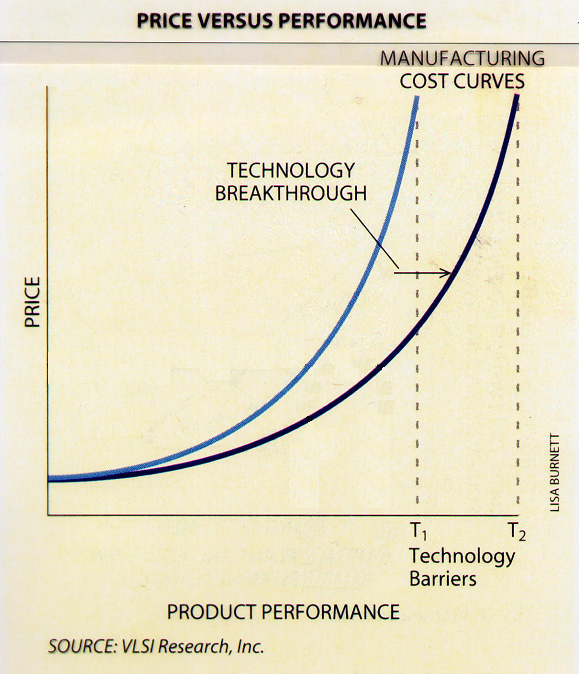 PRICE VERSUS PERFORMANCE
MANUFACTURING
COST CURVES
TECHNOLOGY
BREAKTHROUGH
PRICE
LISA BURNETT
T1 T2
Technology
Barriers
PRODUCT PERFORMANCE
SOURCE: VLSI Research, Inc.